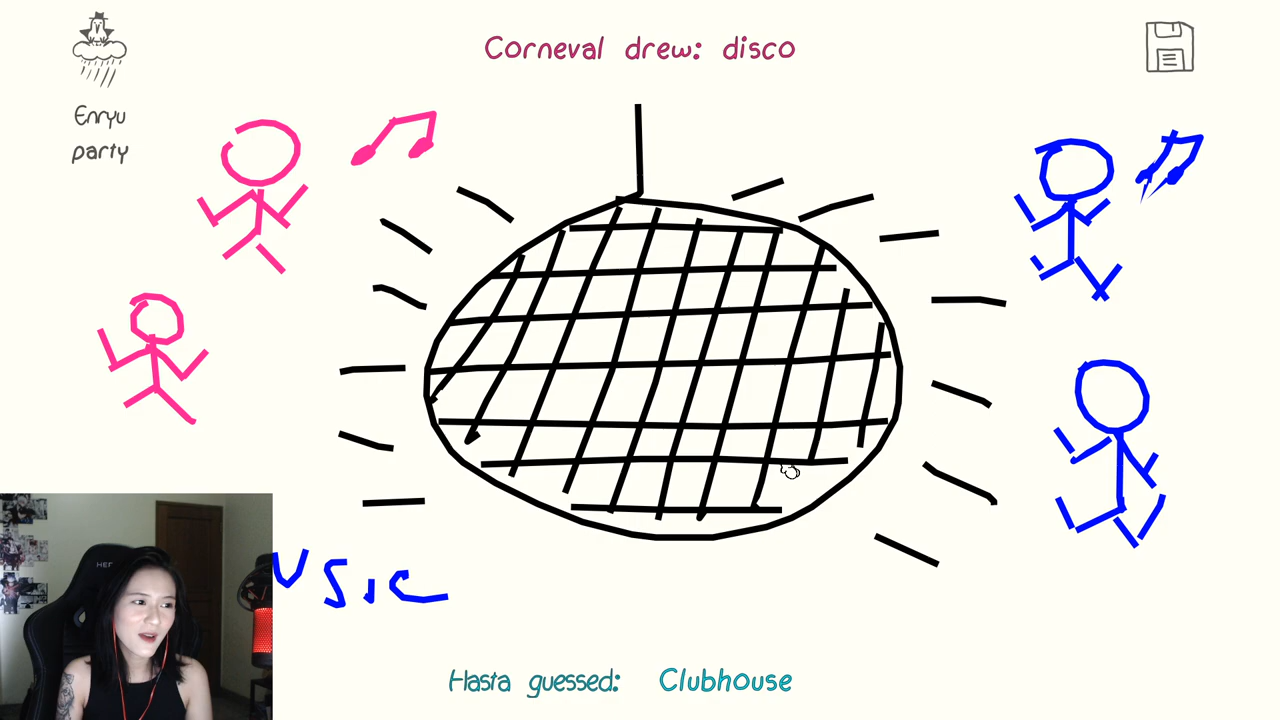 Corneval drew: disco
Enryu
party
usic
Hasta guessed: Clubhouse